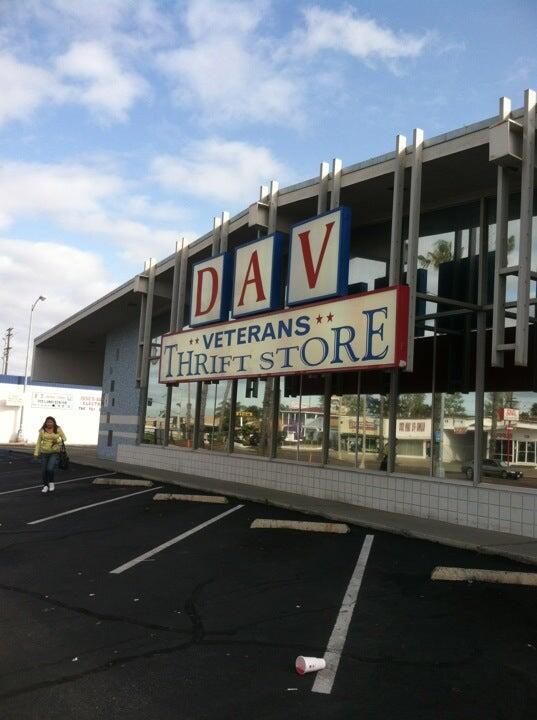 DAV
★★ VETERANS ★★
THRIFT STORE